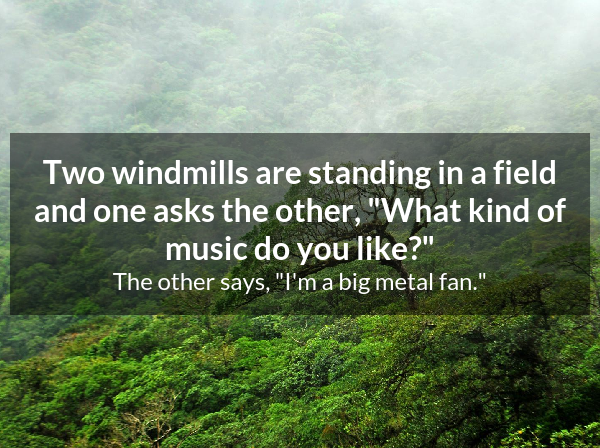 Two windmills are standing in a field
and one asks the other, "What kind of
music do you like?"
The other says, "I'm a big metal fan."